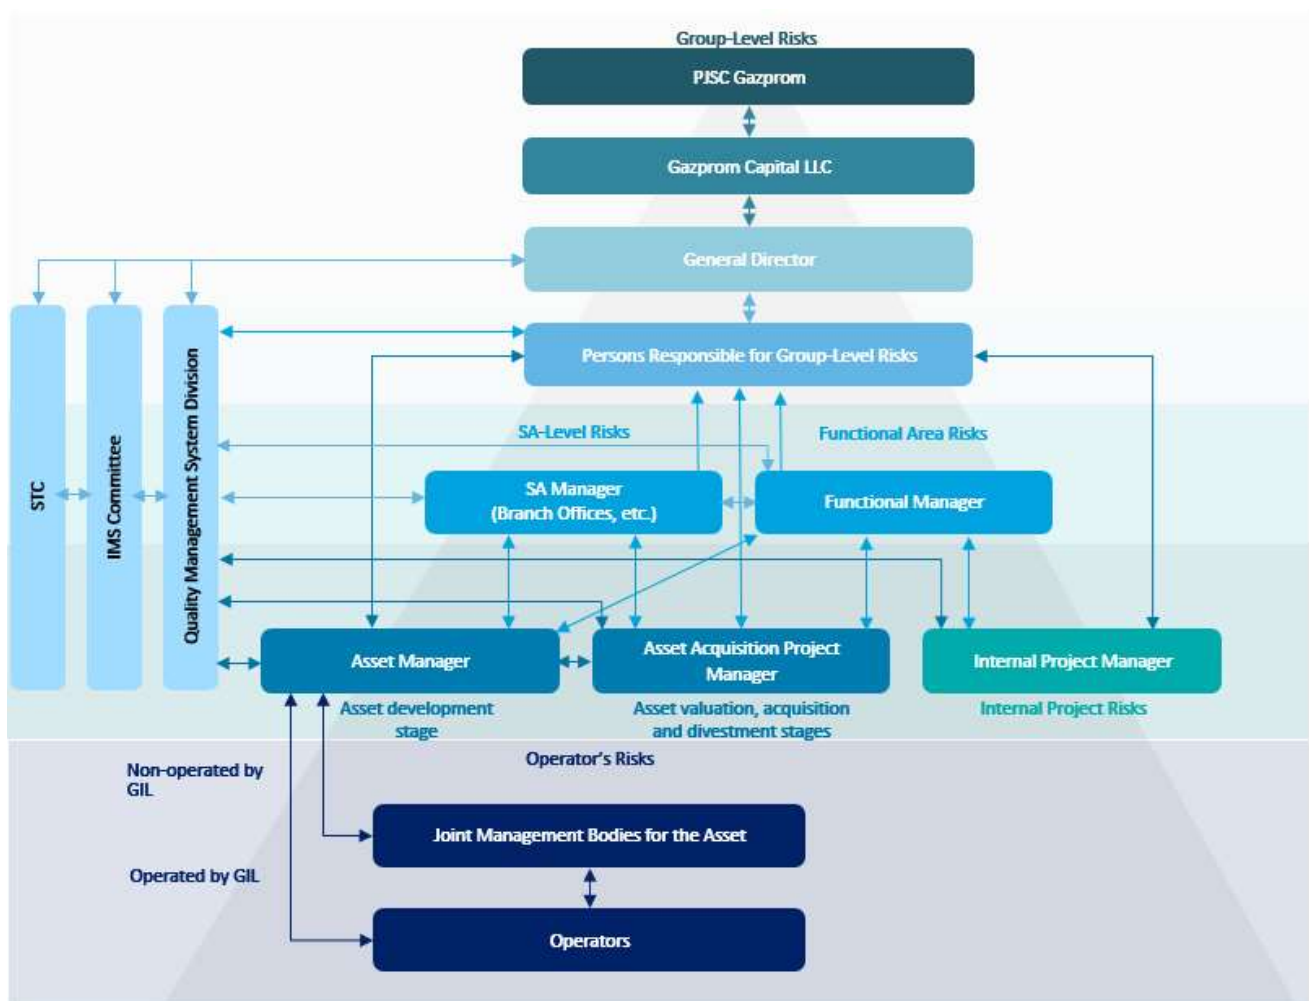 Group-Level Risks
PJSC Gazprom
Gazprom Capital LLC
General Director
Persons Responsible for Group-Level Risks
STC
IMS Committee
Quality Management System Division
SA-Level Risks
Functional Area Risks
SA Manager
(Branch Offices, etc.)
Functional Manager
Asset Manager
Asset Acquisition Project
Manager
Internal Project Manager
Asset development
stage
Asset valuation, acquisition
and divestment stages
Internal Project Risks
Operator’s Risks
Non-operated by
GIL
Joint Management Bodies for the Asset
Operated by GIL
Operators